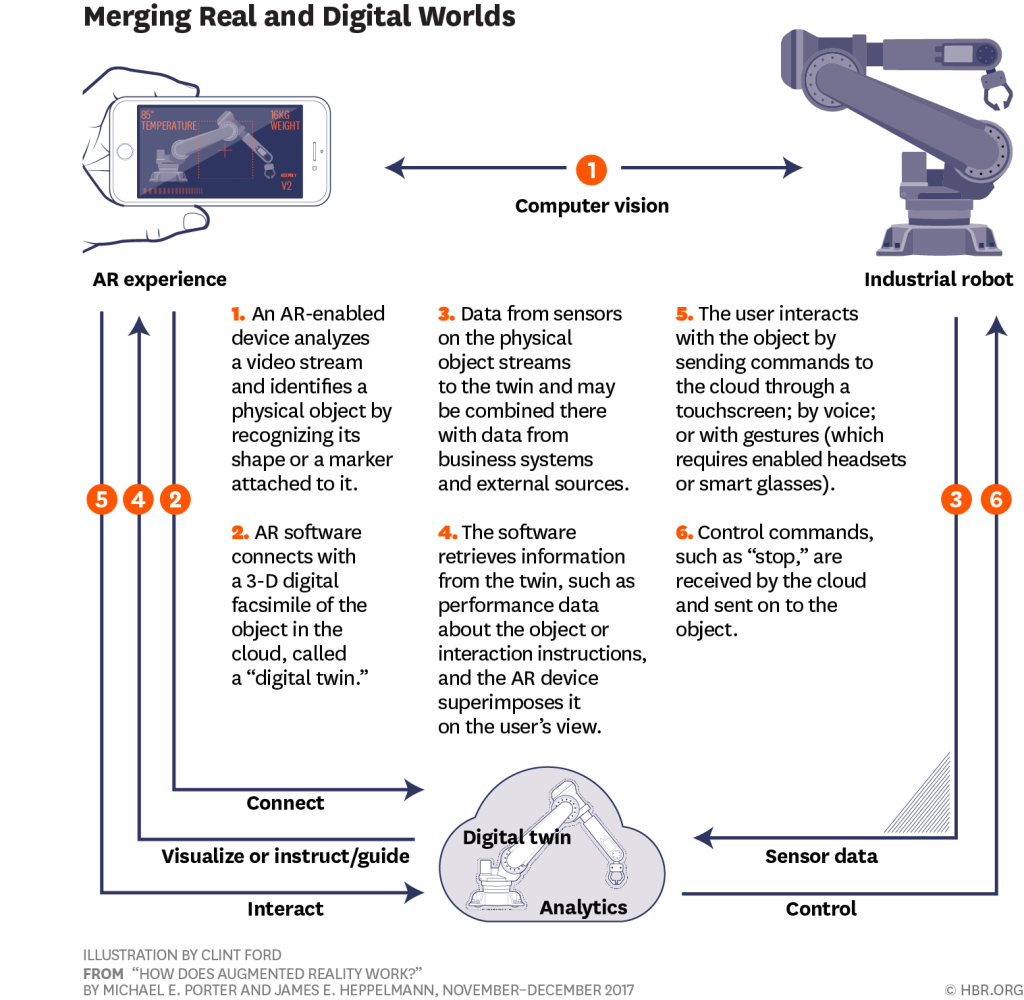 Merging Real and Digital Worlds
85°
TEMPERATURE
16KG
WEIGHT
ASSEMBLY
V2
1
Computer vision
AR experience
Industrial robot
1. An AR-enabled
device analyzes
a video stream
and identifies a
physical object by
recognizing its
shape or a marker
attached to it.
2. AR software
connects with
a 3-D digital
facsimile of the
object in the
cloud, called
a “digital twin.”
3. Data from sensors
on the physical
object streams
to the twin and may
be combined there
with data from
business systems
and external sources.
4. The software
retrieves information
from the twin, such as
performance data
about the object or
interaction instructions,
and the AR device
superimposes it
on the user’s view.
5. The user interacts
with the object by
sending commands to
the cloud through a
touchscreen; by voice;
or with gestures (which
requires enabled headsets
or smart glasses).
6. Control commands,
such as “stop,” are
received by the cloud
and sent on to the
object.
5 4 2
3 6
Connect
Visualize or instruct/guide
Interact
Digital twin
Analytics
Sensor data
Control
ILLUSTRATION BY CLINT FORD
FROM “HOW DOES AUGMENTED REALITY WORK?”
BY MICHAEL E. PORTER AND JAMES E. HEPPELMANN, NOVEMBER–DECEMBER 2017
© HBR.ORG